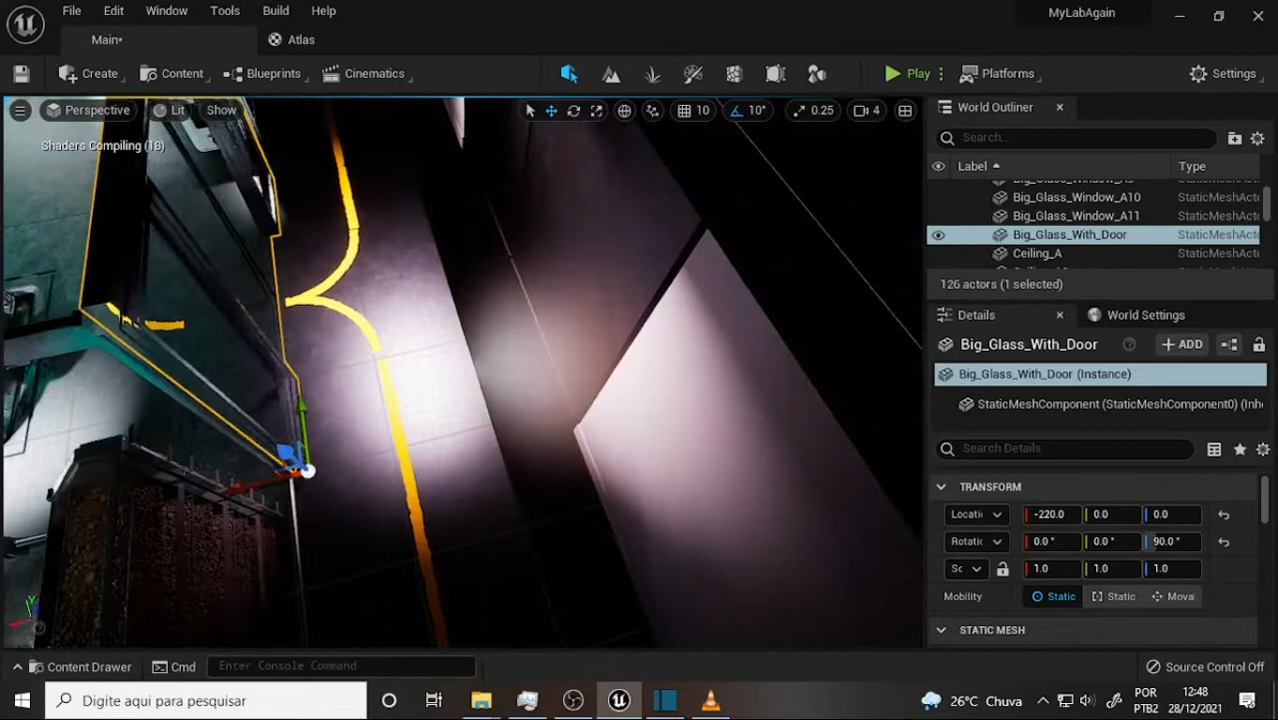 File Edit Window Tools Build Help
MyLabAgain
Main•
Atlas
Create Content Blueprints Cinematics Play Platforms Settings
Perspective Lit Show 10 10° 0.25 4
Shaders Compiling (18)
World Outliner
Search...
Label Type
Big_Glass_Window_A10 StaticMeshActo
Big_Glass_Window_A11 StaticMeshActo
Big_Glass_With_Door StaticMeshActo
Ceiling_A StaticMeshActo
126 actors (1 selected)
Details World Settings
Big_Glass_With_Door + ADD
Big_Glass_With_Door (Instance)
StaticMeshComponent (StaticMeshComponent0) (Inhe
Search Details
TRANSFORM
Locatic -220.0 0.0 0.0
Rotatic 0.0° 0.0° 90.0°
Sc 1.0 1.0 1.0
Mobility Static Static Mova
STATIC MESH
Content Drawer Cmd Enter Console Command Source Control Off
Digite aqui para pesquisar
26°C Chuva
POR
PTB2
12:48
28/12/2021